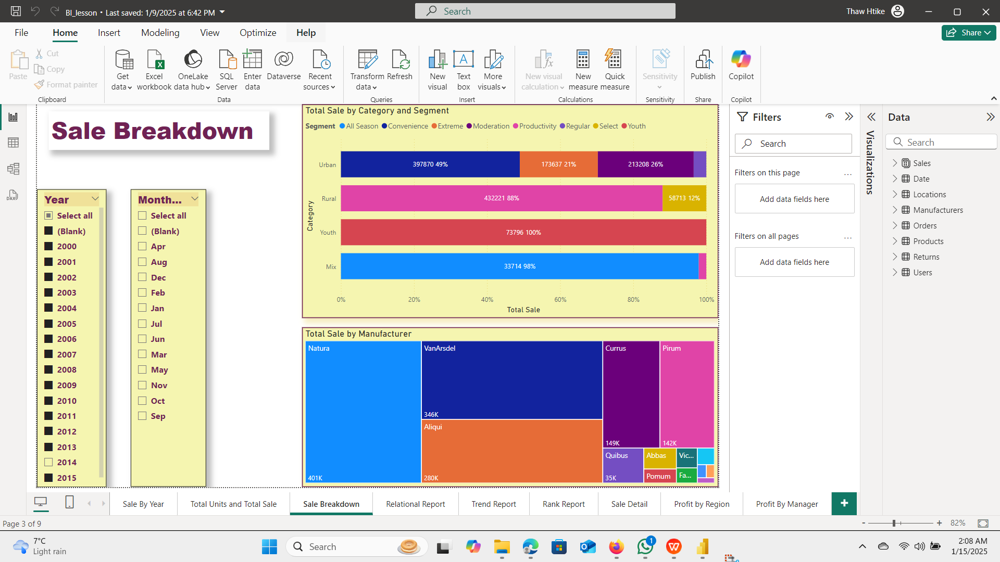 BI_lesson • Last saved: 1/9/2025 at 6:42 PM
Search
Thaw Htike
File Home Insert Modeling View Optimize Help
Share
Paste
Cut
Copy
Format painter
Clipboard
Get data
Excel workbook
OneLake data hub
SQL Server
Enter data
Dataverse
Recent sources
Data
Transform data
Refresh
Queries
New visual
Text box
More visuals
Insert
New visual calculation
New measure
Quick measure
Calculations
Sensitivity
Sensitivity
Publish
Share
Copilot
Copilot
DAX
Sale Breakdown
Year
Select all
(Blank)
2000
2001
2002
2003
2004
2005
2006
2007
2008
2009
2010
2011
2012
2013
2014
2015
Month...
Select all
(Blank)
Apr
Aug
Dec
Feb
Jan
Jul
Jun
Mar
May
Nov
Oct
Sep
Total Sale by Category and Segment
Segment All Season Convenience Extreme Moderation Productivity Regular Select Youth
Category
Urban 397870 49% 173637 21% 213208 26%
Rural 432221 88% 58713 12%
Youth 73796 100%
Mix 33714 98%
0% 20% 40% 60% 80% 100%
Total Sale
Total Sale by Manufacturer
Natura
401K
VanArsdel
346K
Aliqui
280K
Currus
149K
Pirum
142K
Quibus
35K
Abbas
Pomum
Vic...
Fa...
Filters
Search
Filters on this page ...
Add data fields here
Filters on all pages ...
Add data fields here
Visualizations
Data
Search
Sales
Date
Locations
Manufacturers
Orders
Products
Returns
Users
Sale By Year
Total Units and Total Sale
Sale Breakdown
Relational Report
Trend Report
Rank Report
Sale Detail
Profit by Region
Profit By Manager
+
Page 3 of 9
- + 82%
7°C
Light rain
Search
1
2:08 AM
1/15/2025